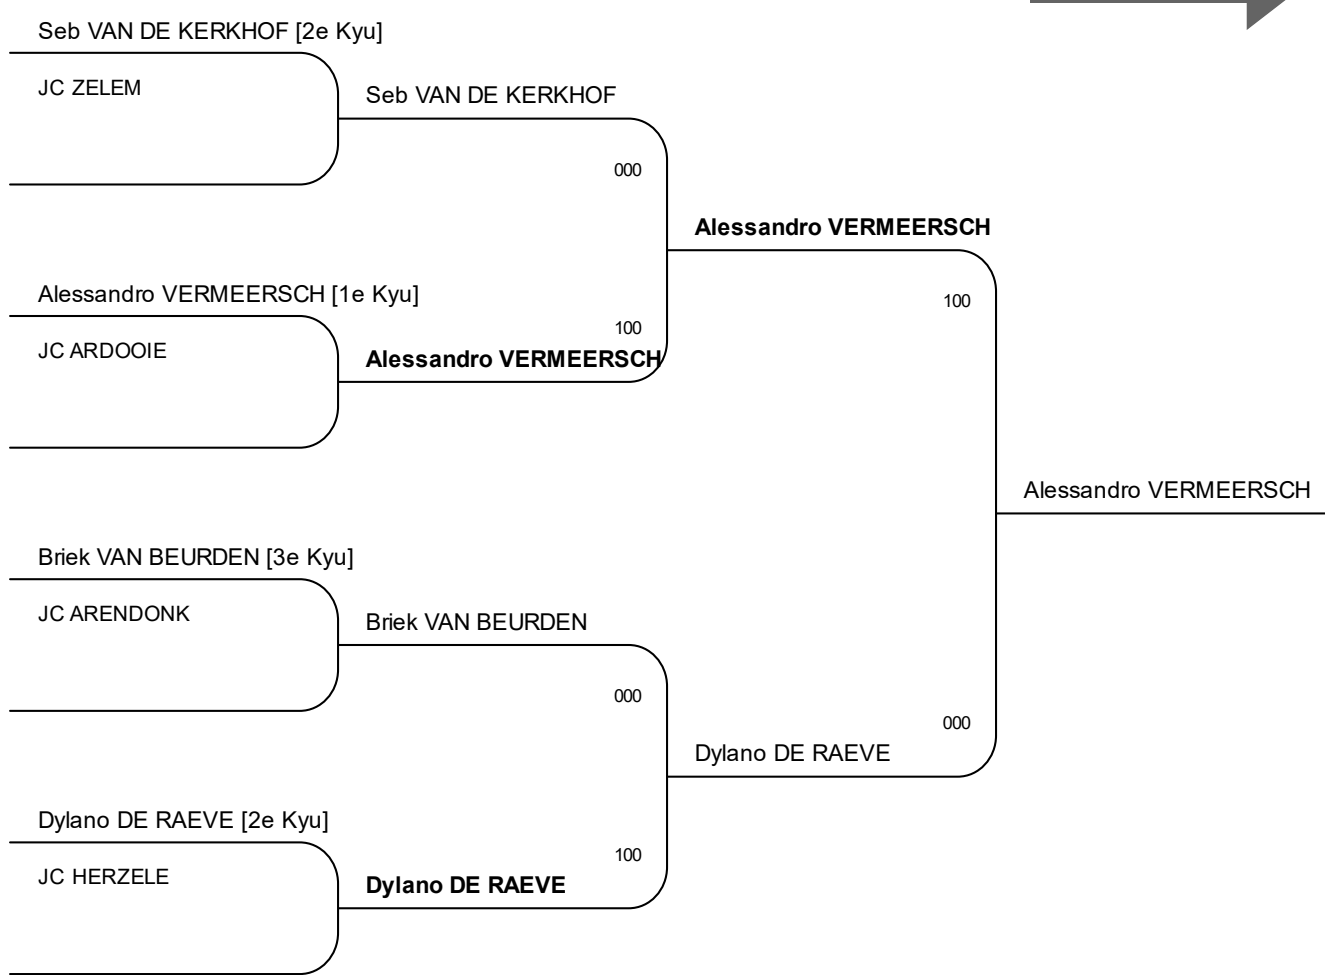 Seb VAN DE KERKHOF [2e Kyu]
JC ZELEM
Seb VAN DE KERKHOF
000
Alessandro VERMEERSCH
Alessandro VERMEERSCH [1e Kyu]
100
100
JC ARDOOIE
Alessandro VERMEERSCH
Alessandro VERMEERSCH
Briek VAN BEURDEN [3e Kyu]
JC ARENDONK
Briek VAN BEURDEN
000
000
Dylano DE RAEVE
Dylano DE RAEVE [2e Kyu]
100
JC HERZELE
Dylano DE RAEVE